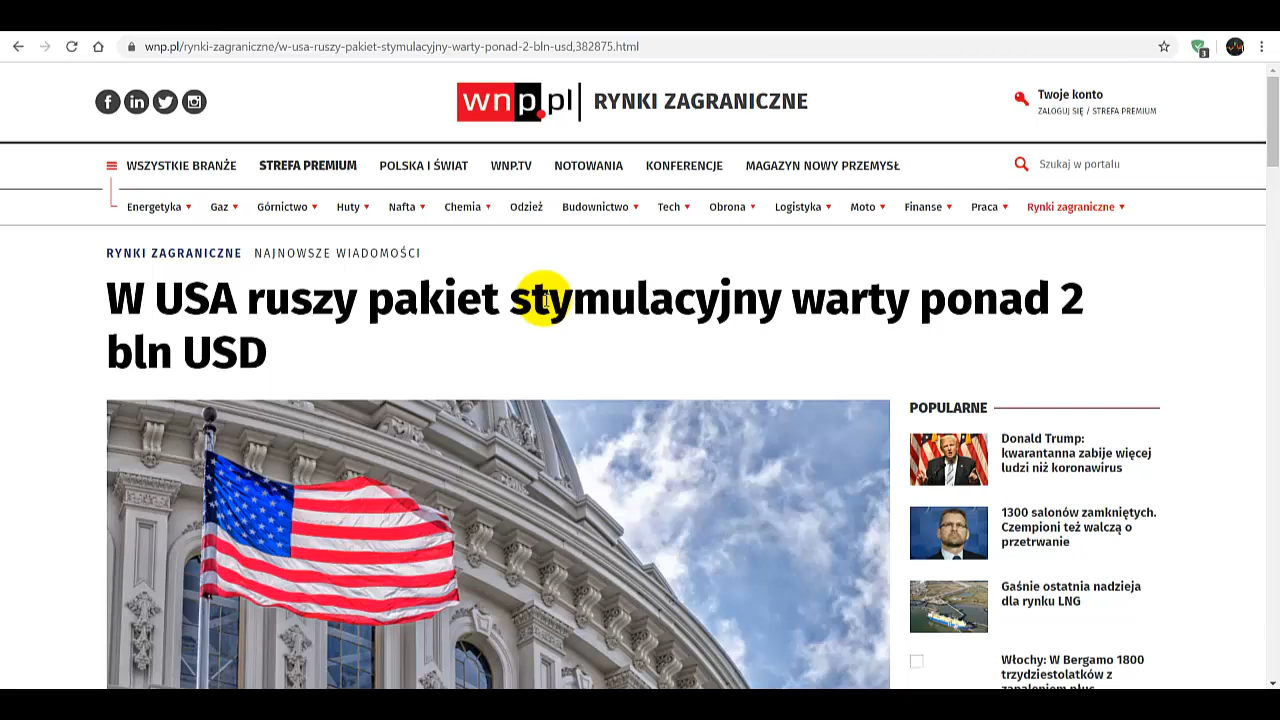 wnp.pl/rynki-zagraniczne/w-usa-ruszy-pakiet-stymulacyjny-warty-ponad-2-bln-usd,382875.html
3
wnp.pl RYNKI ZAGRANICZNE
Twoje konto
ZALOGUJ SIĘ / STREFA PREMIUM
WSZYSTKIE BRANŻE STREFA PREMIUM POLSKA I ŚWIAT WNP.TV NOTOWANIA KONFERENCJE MAGAZYN NOWY PRZEMYSŁ Szukaj w portalu
Energetyka Gaz Górnictwo Huty Nafta Chemia Odzież Budownictwo Tech Obrona Logistyka Moto Finanse Praca Rynki zagraniczne
RYNKI ZAGRANICZNE NAJNOWSZE WIADOMOŚCI
W USA ruszy pakiet stymulacyjny warty ponad 2
bln USD
POPULARNE
Donald Trump:
kwarantanna zabije więcej
ludzi niż koronawirus
1300 salonów zamkniętych.
Czempioni też walczą o
przetrwanie
Gaśnie ostatnia nadzieja
dla rynku LNG
Włochy: W Bergamo 1800
trzydziestolatków z
zapaleniem płuc